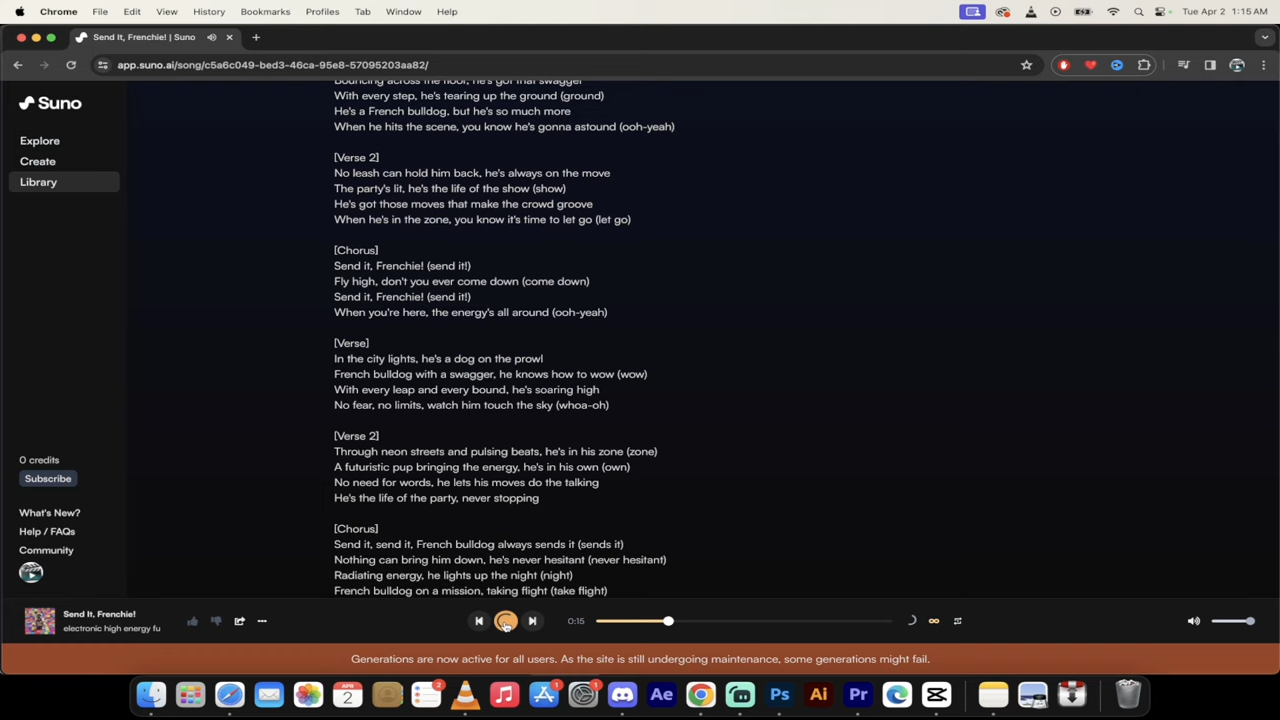 Chrome File Edit View History Bookmarks Profiles Tab Window Help Tue Apr 2 1:15 AM
Send It, Frenchie! | Suno
app.suno.ai/song/c5a6c049-bed3-46ca-95e8-57095203aa82/
Suno
Explore
Create
Library
0 credits
Subscribe
What's New?
Help / FAQs
Community
Bouncing across the floor, he's got that swagger
With every step, he's tearing up the ground (ground)
He's a French bulldog, but he's so much more
When he hits the scene, you know he's gonna astound (ooh-yeah)
[Verse 2]
No leash can hold him back, he's always on the move
The party's lit, he's the life of the show (show)
He's got those moves that make the crowd groove
When he's in the zone, you know it's time to let go (let go)
[Chorus]
Send it, Frenchie! (send it!)
Fly high, don't you ever come down (come down)
Send it, Frenchie! (send it!)
When you're here, the energy's all around (ooh-yeah)
[Verse]
In the city lights, he's a dog on the prowl
French bulldog with a swagger, he knows how to wow (wow)
With every leap and every bound, he's soaring high
No fear, no limits, watch him touch the sky (whoa-oh)
[Verse 2]
Through neon streets and pulsing beats, he's in his zone (zone)
A futuristic pup bringing the energy, he's in his own (own)
No need for words, he lets his moves do the talking
He's the life of the party, never stopping
[Chorus]
Send it, send it, French bulldog always sends it (sends it)
Nothing can bring him down, he's never hesitant (never hesitant)
Radiating energy, he lights up the night (night)
French bulldog on a mission, taking flight (take flight)
Send It, Frenchie!
electronic high energy fu
0:15
Generations are now active for all users. As the site is still undergoing maintenance, some generations might fail.
APR
2
2
1
1
Ae
Ps
Ai
Pr